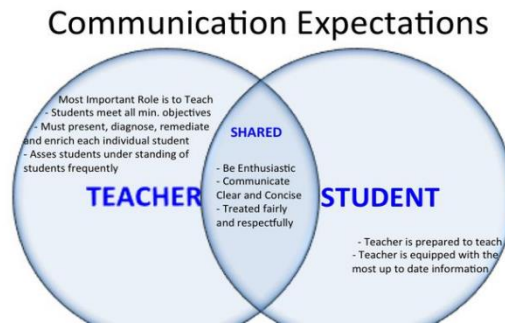 Communication Expectations
Most Important Role is to Teach
- Students meet all min. objectives
- Must present, diagnose, remediate
and enrich each individual student
- Asses students under standing of
students frequently
TEACHER
SHARED
- Be Enthusiastic
- Communicate
Clear and Concise
- Treated fairly
and respectfully
STUDENT
- Teacher is prepared to teach
- Teacher is equipped with the
most up to date information